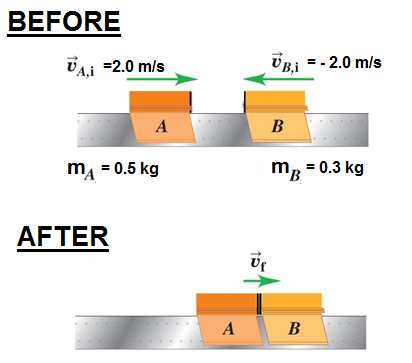 BEFORE
v⃗A,i =2.0 m/s v⃗B,i = - 2.0 m/s
A B
mA = 0.5 kg mB = 0.3 kg
AFTER
v⃗f
A B